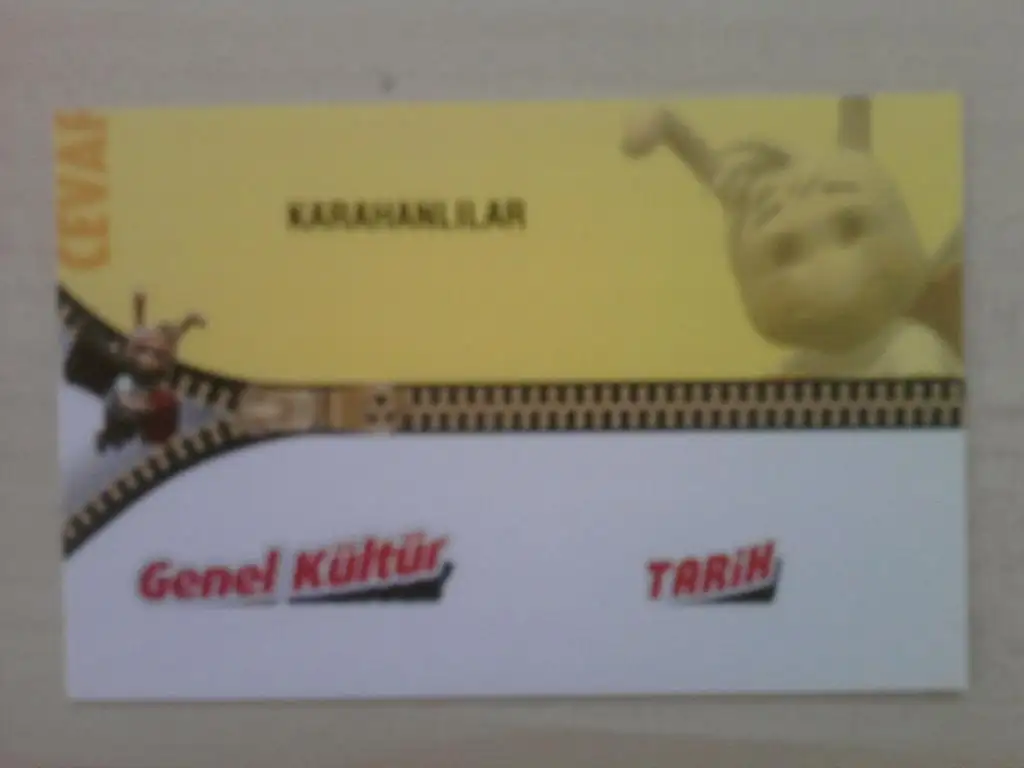 CEVAP
KARAHANLILAR
Genel Kültür
TARİH